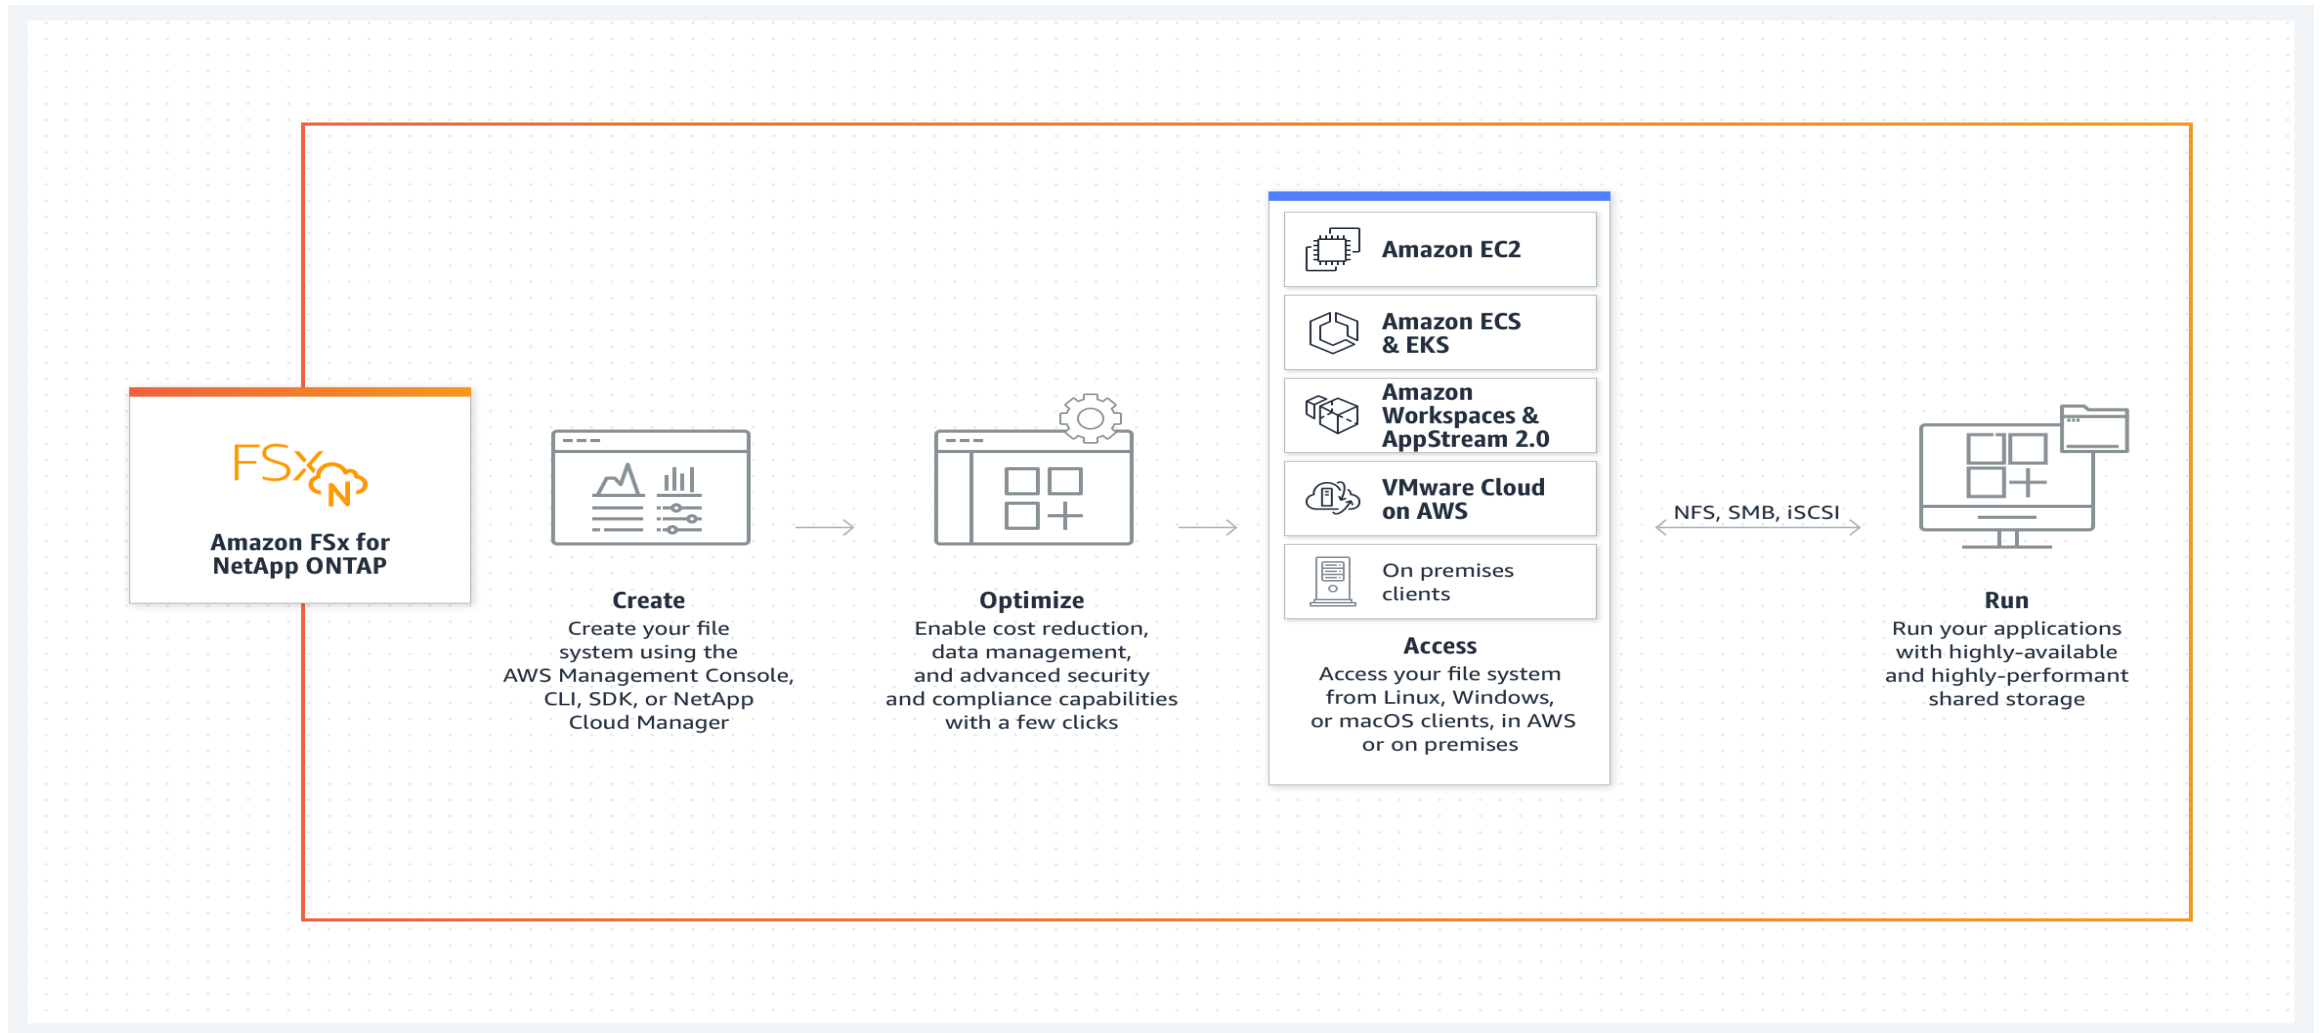 FSx
N
Amazon FSx for
NetApp ONTAP
Create
Create your file
system using the
AWS Management Console,
CLI, SDK, or NetApp
Cloud Manager
Optimize
Enable cost reduction,
data management,
and advanced security
and compliance capabilities
with a few clicks
Amazon EC2
Amazon ECS
& EKS
Amazon
Workspaces &
AppStream 2.0
VMware Cloud
on AWS
On premises
clients
Access
Access your file system
from Linux, Windows,
or macOS clients, in AWS
or on premises
NFS, SMB, iSCSI
Run
Run your applications
with highly-available
and highly-performant
shared storage